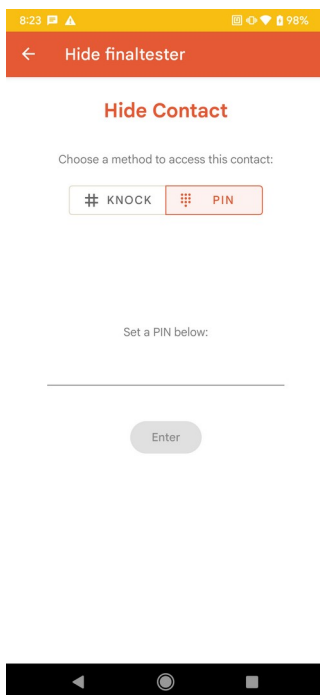 8:23 98%
Hide finaltester
Hide Contact
Choose a method to access this contact:
KNOCK PIN
Set a PIN below:
Enter